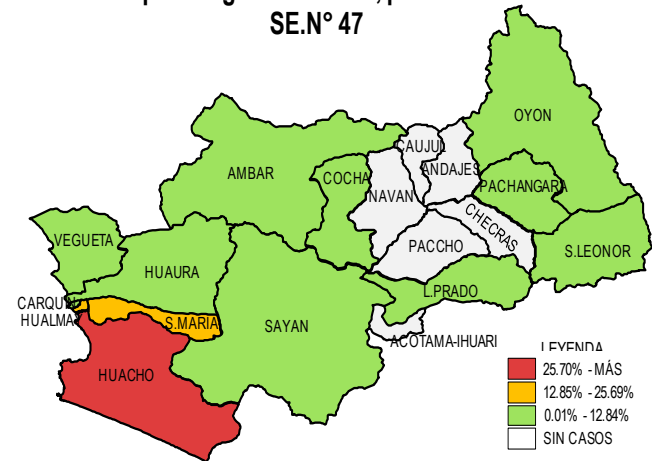 SE.N° 47
OYON
CAUJUL
ANDAJES
AMBAR
COCHA
NAVAN
PACHANGARA
CHECRAS
VEGUETA
PACCHO
S.LEONOR
HUAURA
L.PRADO
CARQUIN
HUALMAY
S.MARIA
SAYAN
ACOTAMA-IHUARI
HUACHO
LEYENDA
25.70% - MÁS
12.85% - 25.69%
0.01% - 12.84%
SIN CASOS